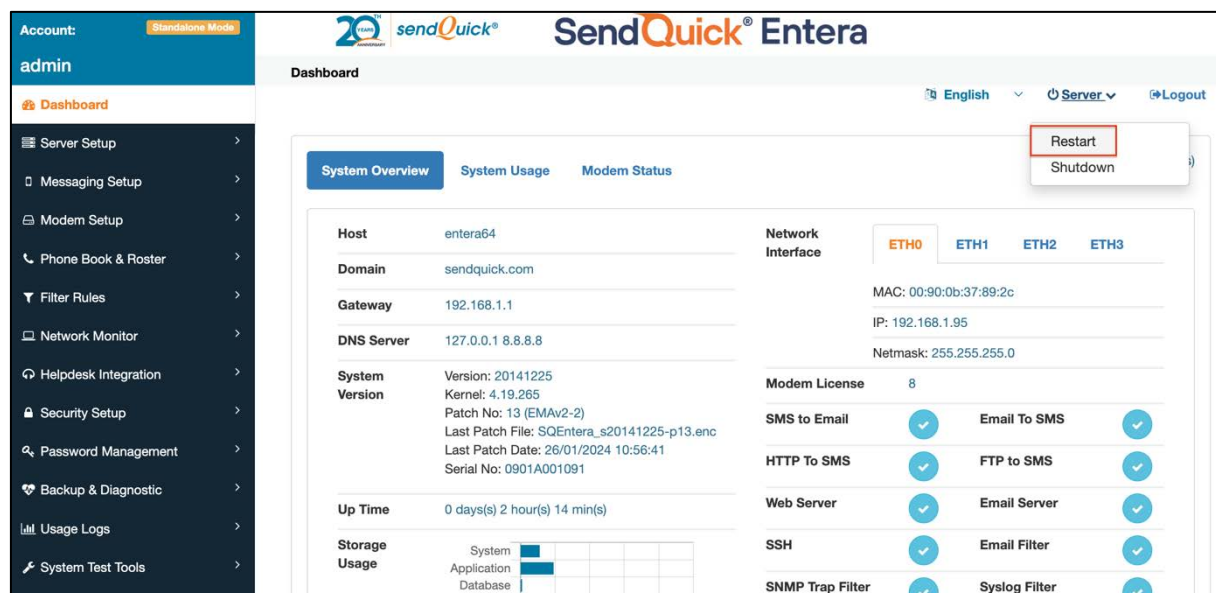 Account:
Standalone Mode
admin
Dashboard
Server Setup
Messaging Setup
Modem Setup
Phone Book & Roster
Filter Rules
Network Monitor
Helpdesk Integration
Security Setup
Password Management
Backup & Diagnostic
Usage Logs
System Test Tools
20 YEARS TH ANNIVERSARY
sendQuick®
SendQuick® Entera
Dashboard
English
Server
Logout
Restart
Shutdown
System Overview
System Usage
Modem Status
Host entera64
Domain sendquick.com
Gateway 192.168.1.1
DNS Server 127.0.0.1 8.8.8.8
System Version
Version: 20141225
Kernel: 4.19.265
Patch No: 13 (EMAv2-2)
Last Patch File: SQEntera_s20141225-p13.enc
Last Patch Date: 26/01/2024 10:56:41
Serial No: 0901A001091
Up Time 0 days(s) 2 hour(s) 14 min(s)
Storage Usage
System
Application
Database
Network Interface
ETH0 ETH1 ETH2 ETH3
MAC: 00:90:0b:37:89:2c
IP: 192.168.1.95
Netmask: 255.255.255.0
Modem License 8
SMS to Email Email To SMS
HTTP To SMS FTP to SMS
Web Server Email Server
SSH Email Filter
SNMP Trap Filter Syslog Filter